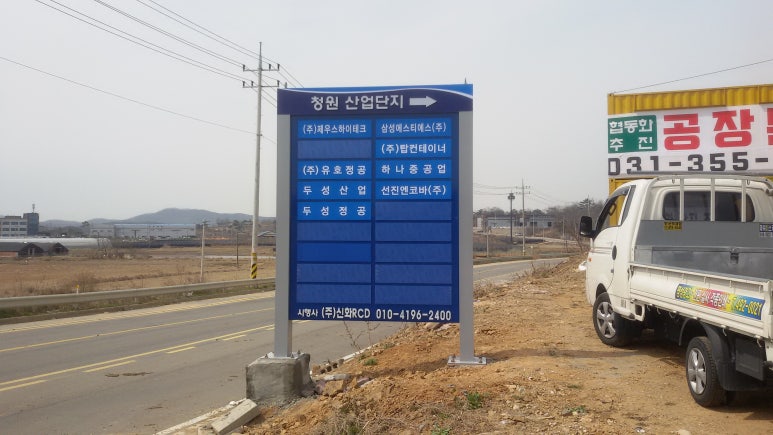 청원 산업단지
(주)제우스하이테크 삼성에스티에스(주)
(주)탑컨테이너
(주)유호정공 하나중공업
두성산업 선진엔코바(주)
두성정공
시행사 (주)신화RCD 010-4196-2400
협동화
추진
공장
031-355-